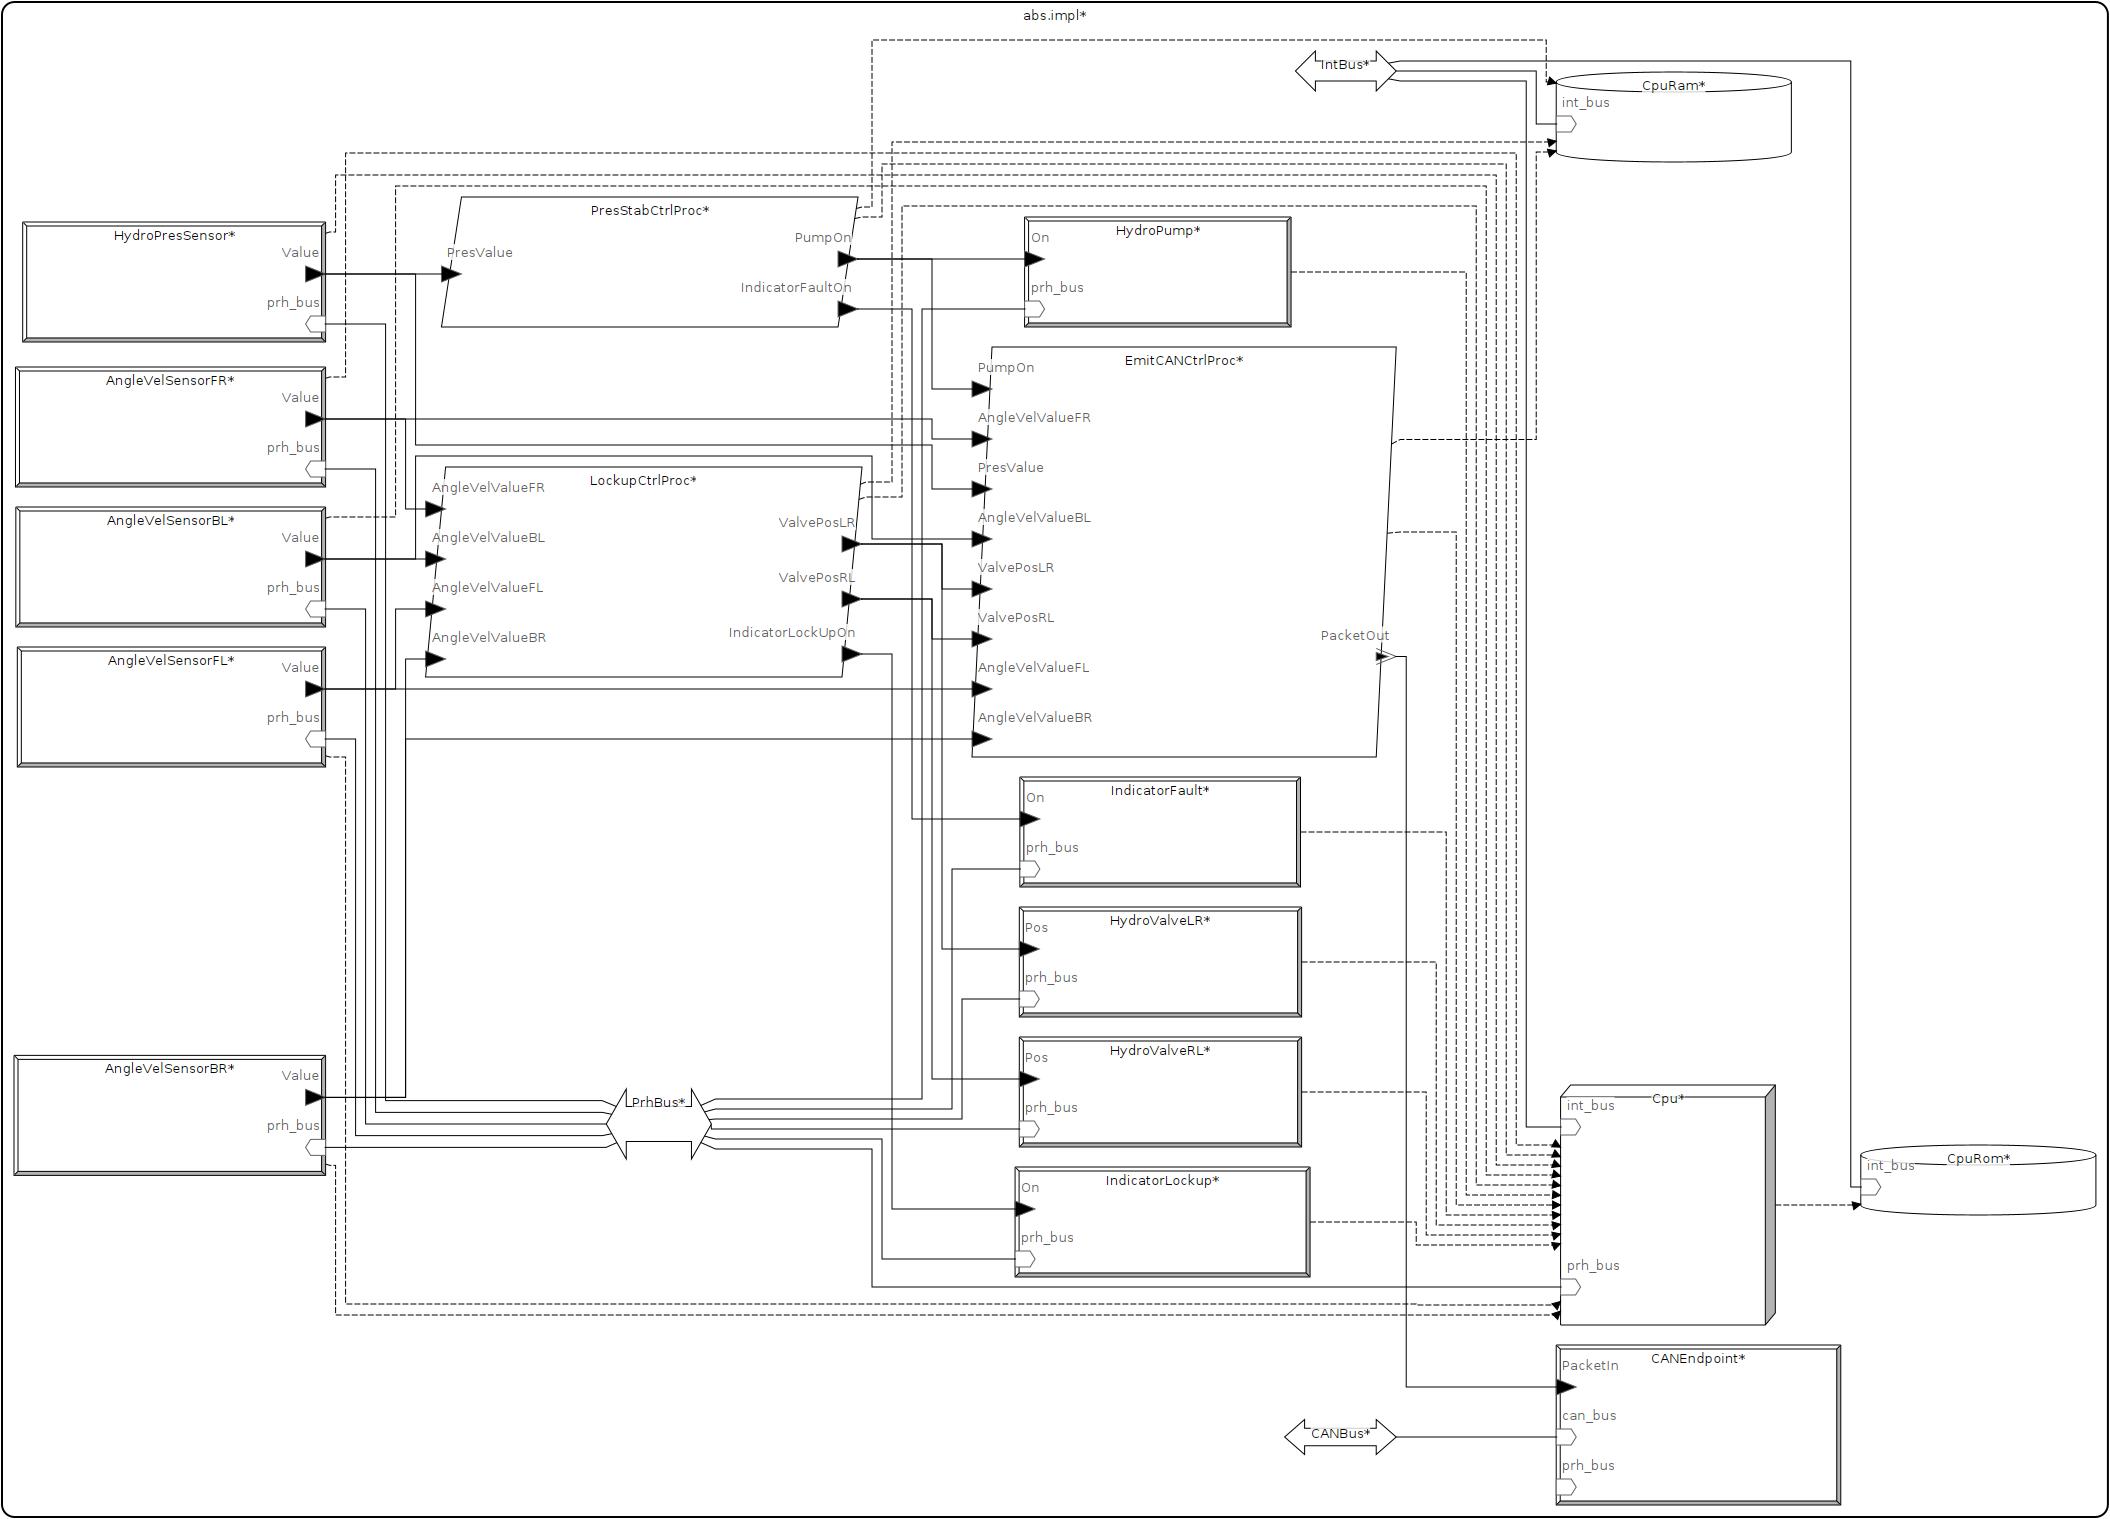 abs.impl*
IntBus*
CpuRam*
int_bus
HydroPresSensor*
Value
prh_bus
PresStabCtrlProc*
PresValue
PumpOn
IndicatorFaultOn
HydroPump*
On
prh_bus
AngleVelSensorFR*
Value
prh_bus
EmitCANCtrlProc*
PumpOn
AngleVelValueFR
PresValue
AngleVelValueBL
ValvePosLR
ValvePosRL
AngleVelValueFL
AngleVelValueBR
PacketOut
LockupCtrlProc*
AngleVelValueFR
AngleVelValueBL
AngleVelValueFL
AngleVelValueBR
ValvePosLR
ValvePosRL
IndicatorLockUpOn
AngleVelSensorBL*
Value
prh_bus
AngleVelSensorFL*
Value
prh_bus
IndicatorFault*
On
prh_bus
HydroValveLR*
Pos
prh_bus
HydroValveRL*
Pos
prh_bus
AngleVelSensorBR*
Value
prh_bus
PrhBus*
IndicatorLockup*
On
prh_bus
Cpu*
int_bus
prh_bus
CpuRom*
int_bus
CANEndpoint*
PacketIn
can_bus
prh_bus
CANBus*